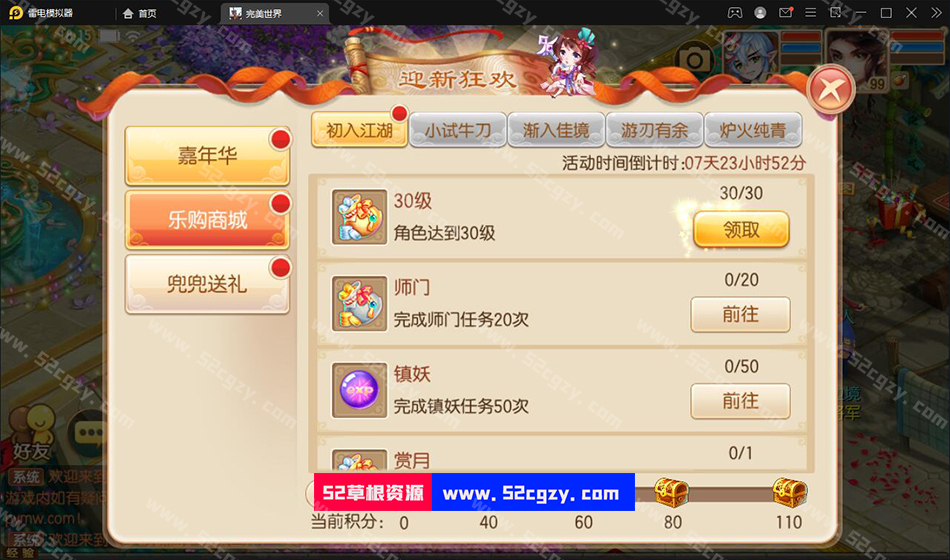 雷电模拟器 首页 完美世界
16:15
99
迎新狂欢
初入江湖 小试牛刀 渐入佳境 游刃有余 炉火纯青
活动时间倒计时:07天23小时52分
嘉年华
乐购商城
兜兜送礼
30级
角色达到30级
30/30
领取
师门
完成师门任务20次
0/20
前往
镇妖
完成镇妖任务50次
0/50
前往
赏月
0/1
52草根资源 www.52cgzy.com
当前积分: 0 40 60 80 110
好友
系统 欢迎来到
游戏内如有疑
系统 欢迎来到
经验
www.52cgzy.com